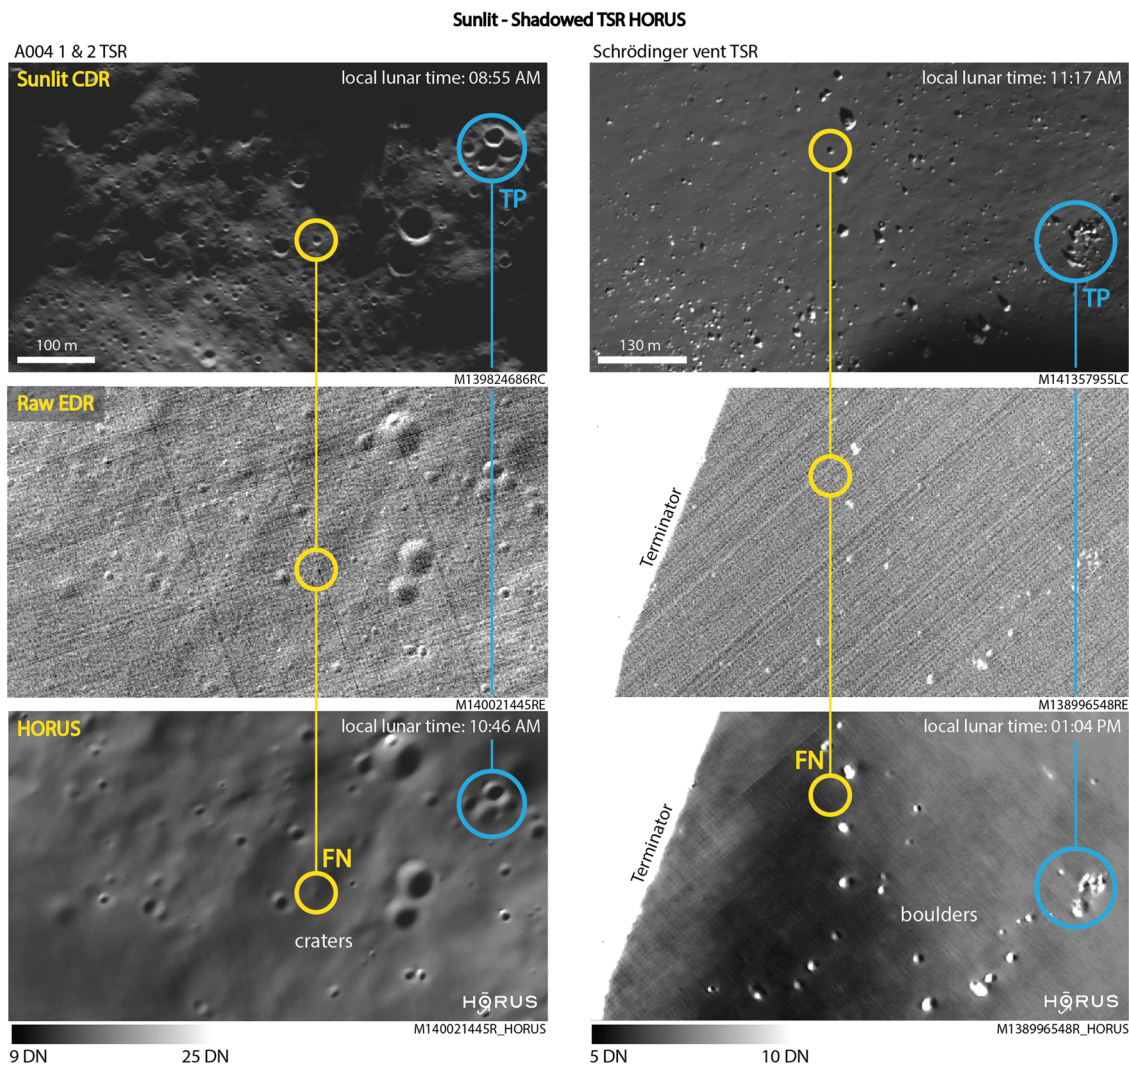 Sunlit - Shadowed TSR HORUS
A004 1 & 2 TSR
Sunlit CDR
local lunar time: 08:55 AM
TP
100 m
M139824686RC
Schrödinger vent TSR
local lunar time: 11:17 AM
TP
130 m
M141357955LC
Raw EDR
M140021445RE
Terminator
M138996548RE
HORUS
local lunar time: 10:46 AM
FN
craters
HORUS
M140021445R_HORUS
9 DN
25 DN
local lunar time: 01:04 PM
FN
Terminator
boulders
HORUS
M138996548R_HORUS
5 DN
10 DN